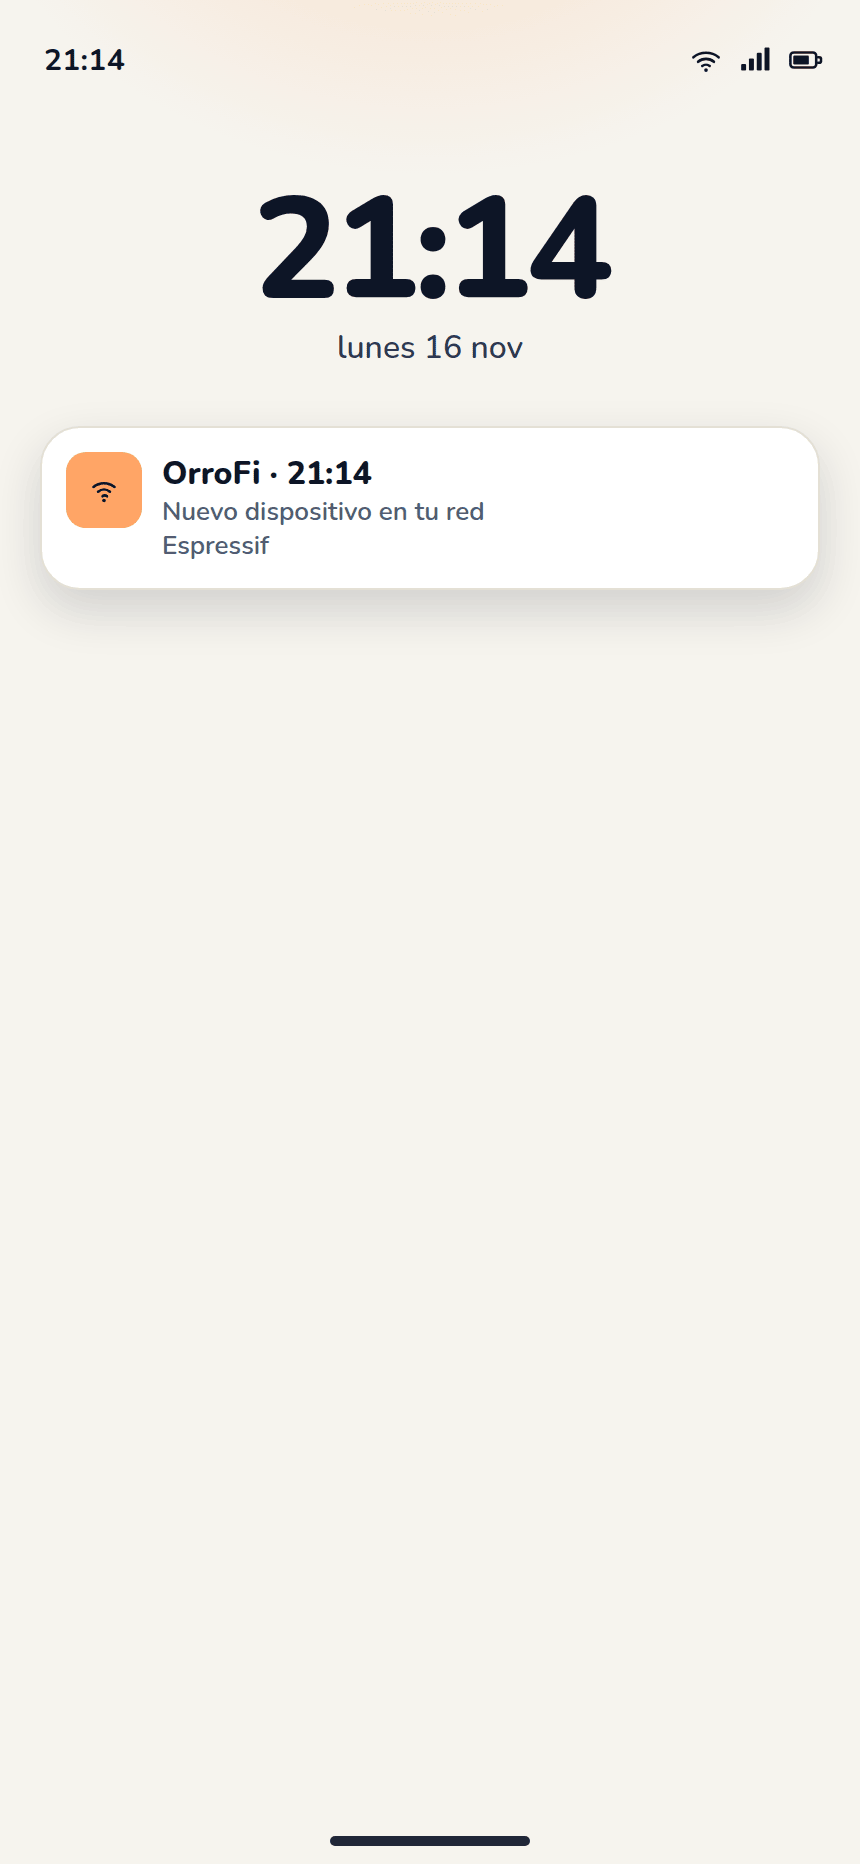 21:14
21:14
lunes 16 nov
OrroFi · 21:14
Nuevo dispositivo en tu red
Espressif